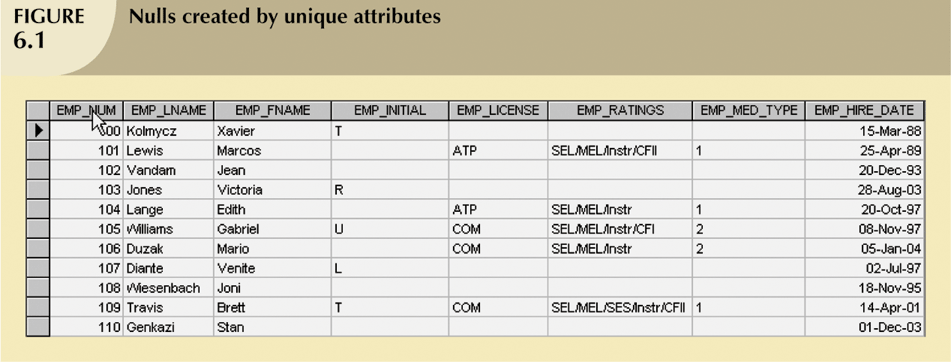 FIGURE 6.1
Nulls created by unique attributes
EMP_NUM EMP_LNAME EMP_FNAME EMP_INITIAL EMP_LICENSE EMP_RATINGS EMP_MED_TYPE EMP_HIRE_DATE
00 Kolmycz Xavier T 15-Mar-88
101 Lewis Marcos ATP SEL/MEL/Instr/CFII 1 25-Apr-89
102 Vandam Jean 20-Dec-93
103 Jones Victoria R 28-Aug-03
104 Lange Edith ATP SEL/MEL/Instr 1 20-Oct-97
105 Williams Gabriel U COM SEL/MEL/Instr/CFI 2 08-Nov-97
106 Duzak Mario COM SEL/MEL/Instr 2 05-Jan-04
107 Diante Venite L 02-Jul-97
108 Wiesenbach Joni 18-Nov-95
109 Travis Brett T COM SEL/MEL/SES/Instr/CFII 1 14-Apr-01
110 Genkazi Stan 01-Dec-03